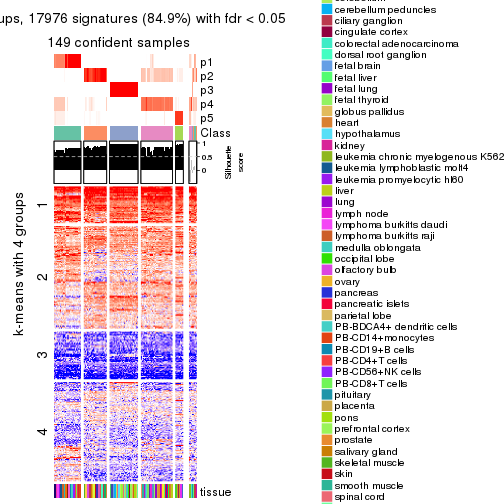 ups, 17976 signatures (84.9%) with fdr < 0.05
149 confident samples
p1
p2
p3
p4
p5
Class
1
0.5
0
Silhouette
score
k-means with 4 groups
1
2
3
4
tissue
cerebellum peduncles
ciliary ganglion
cingulate cortex
colorectal adenocarcinoma
dorsal root ganglion
fetal brain
fetal liver
fetal lung
fetal thyroid
globus pallidus
heart
hypothalamus
kidney
leukemia chronic myelogenous K562
leukemia lymphoblastic molt4
leukemia promyelocytic hl60
liver
lung
lymph node
lymphoma burkitts daudi
lymphoma burkitts raji
medulla oblongata
occipital lobe
olfactory bulb
ovary
pancreas
pancreatic islets
parietal lobe
PB-BDCA4+ dendritic cells
PB-CD14+monocytes
PB-CD19+B cells
PB-CD4+T cells
PB-CD56+NK cells
PB-CD8+T cells
pituitary
placenta
pons
prefrontal cortex
prostate
salivary gland
skeletal muscle
skin
smooth muscle
spinal cord